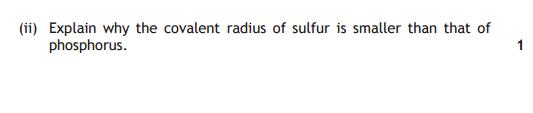 (ii) Explain why the covalent radius of sulfur is smaller than that of
phosphorus. 1